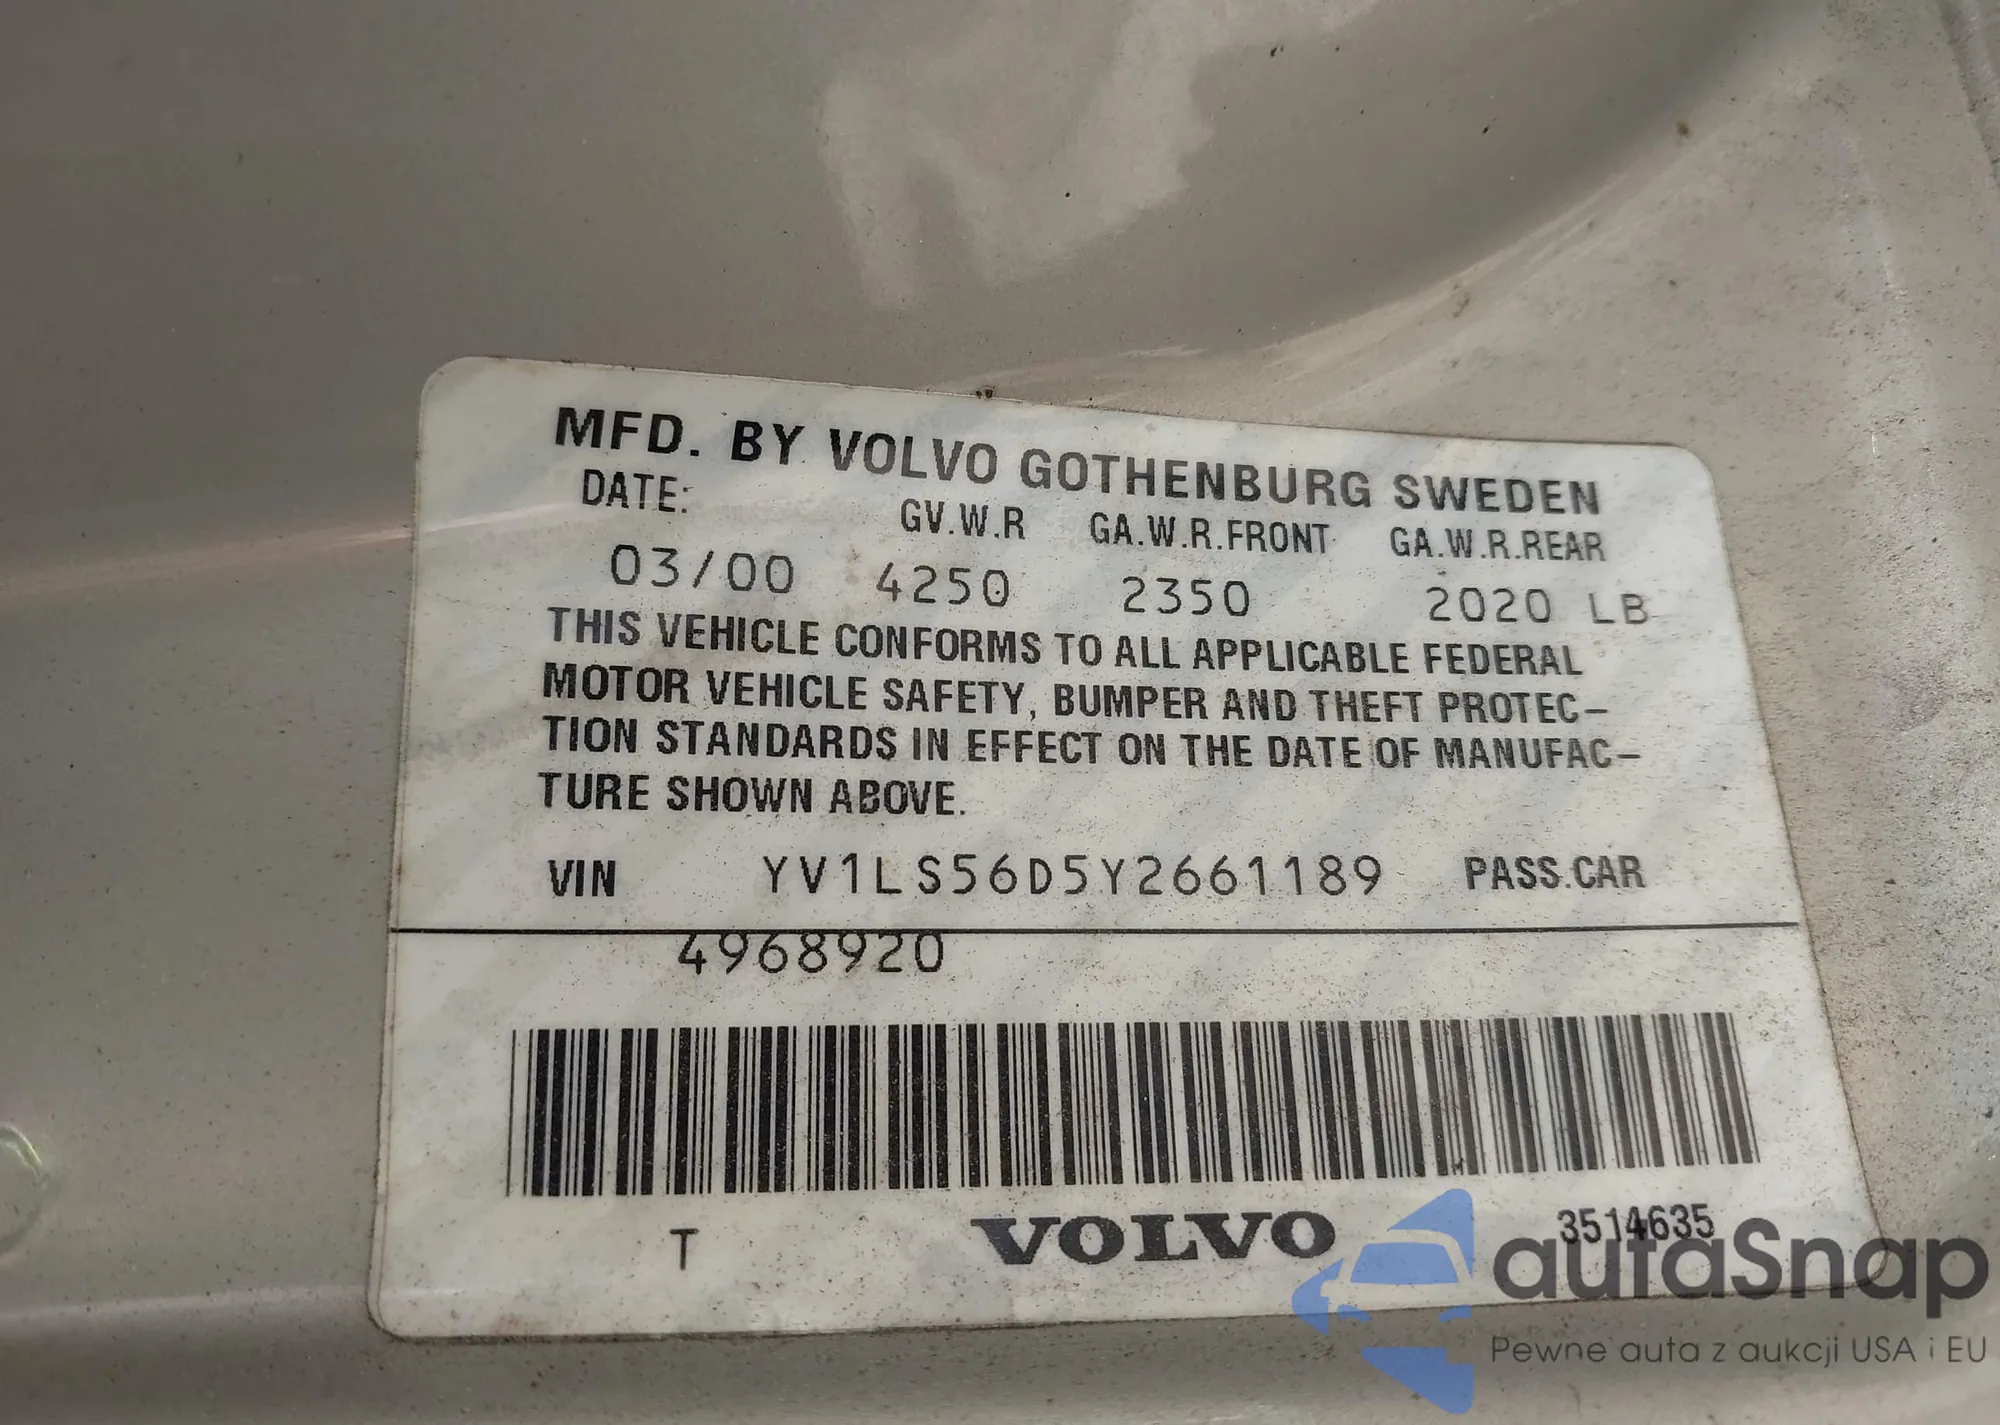 MFD. BY VOLVO GOTHENBURG SWEDEN
DATE: GV.W.R GA.W.R.FRONT GA.W.R.REAR
03/00 4250 2350 2020 LB
THIS VEHICLE CONFORMS TO ALL APPLICABLE FEDERAL
MOTOR VEHICLE SAFETY, BUMPER AND THEFT PROTEC-
TION STANDARDS IN EFFECT ON THE DATE OF MANUFAC-
TURE SHOWN ABOVE.
VIN YV1LS56D5Y2661189 PASS.CAR
4968920
T VOLVO 3514635
autaSnap
Pewne auta z aukcji USA i EU